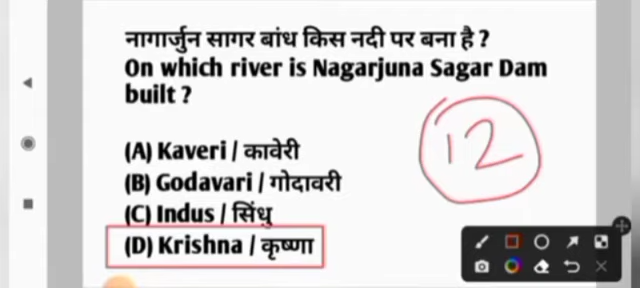 नागार्जुन सागर बांध किस नदी पर बना है ?
On which river is Nagarjuna Sagar Dam
built ?
12
(A) Kaveri / कावेरी
(B) Godavari / गोदावरी
(C) Indus / सिंधु
(D) Krishna / कृष्णा